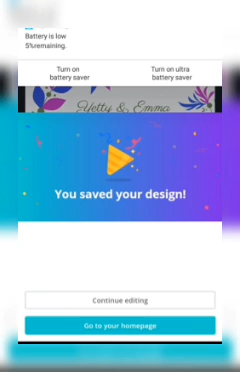 Battery is low
5%remaining.
Turn on
battery saver
Turn on ultra
battery saver
Yetty & Emma
You saved your design!
Continue editing
Go to your homepage